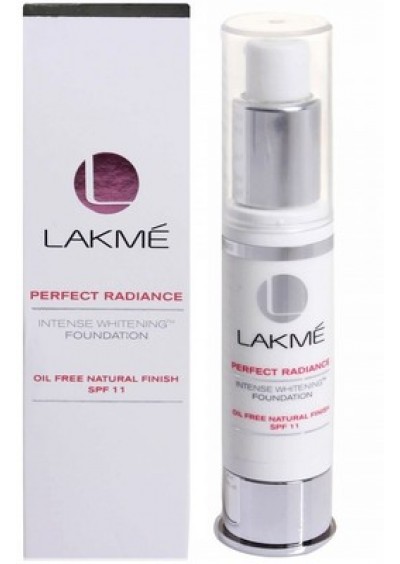 L
LAKMÉ
PERFECT RADIANCE
INTENSE WHITENING™
FOUNDATION
OIL FREE NATURAL FINISH
SPF 11
L
LAKMÉ
PERFECT RADIANCE
INTENSE WHITENING™
FOUNDATION
OIL FREE NATURAL FINISH
SPF 11